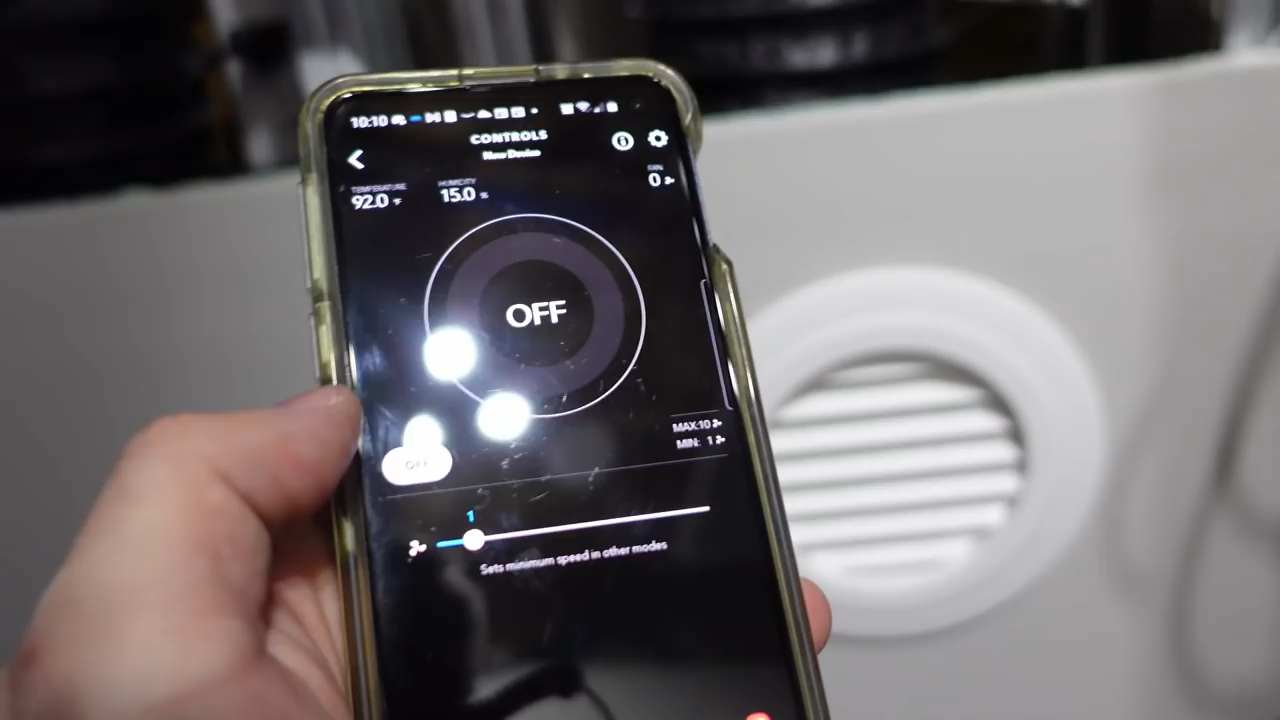 10:10
CONTROLS
New Device
TEMPERATURE
92.0 °F
HUMIDITY
15.0 %
FAN
0
OFF
MAX:10
MIN: 1
OFF
1
Sets minimum speed in other modes